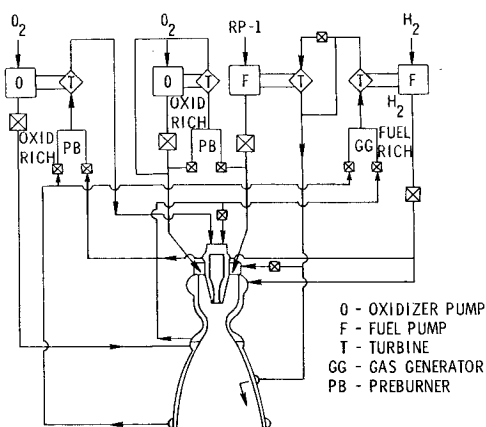 O2
O2
RP-1
H2
O
T
O
T
F
T
T
F
OXID
RICH
H2
OXID
RICH
PB
PB
GG
FUEL
RICH
O - OXIDIZER PUMP
F - FUEL PUMP
T - TURBINE
GG - GAS GENERATOR
PB - PREBURNER